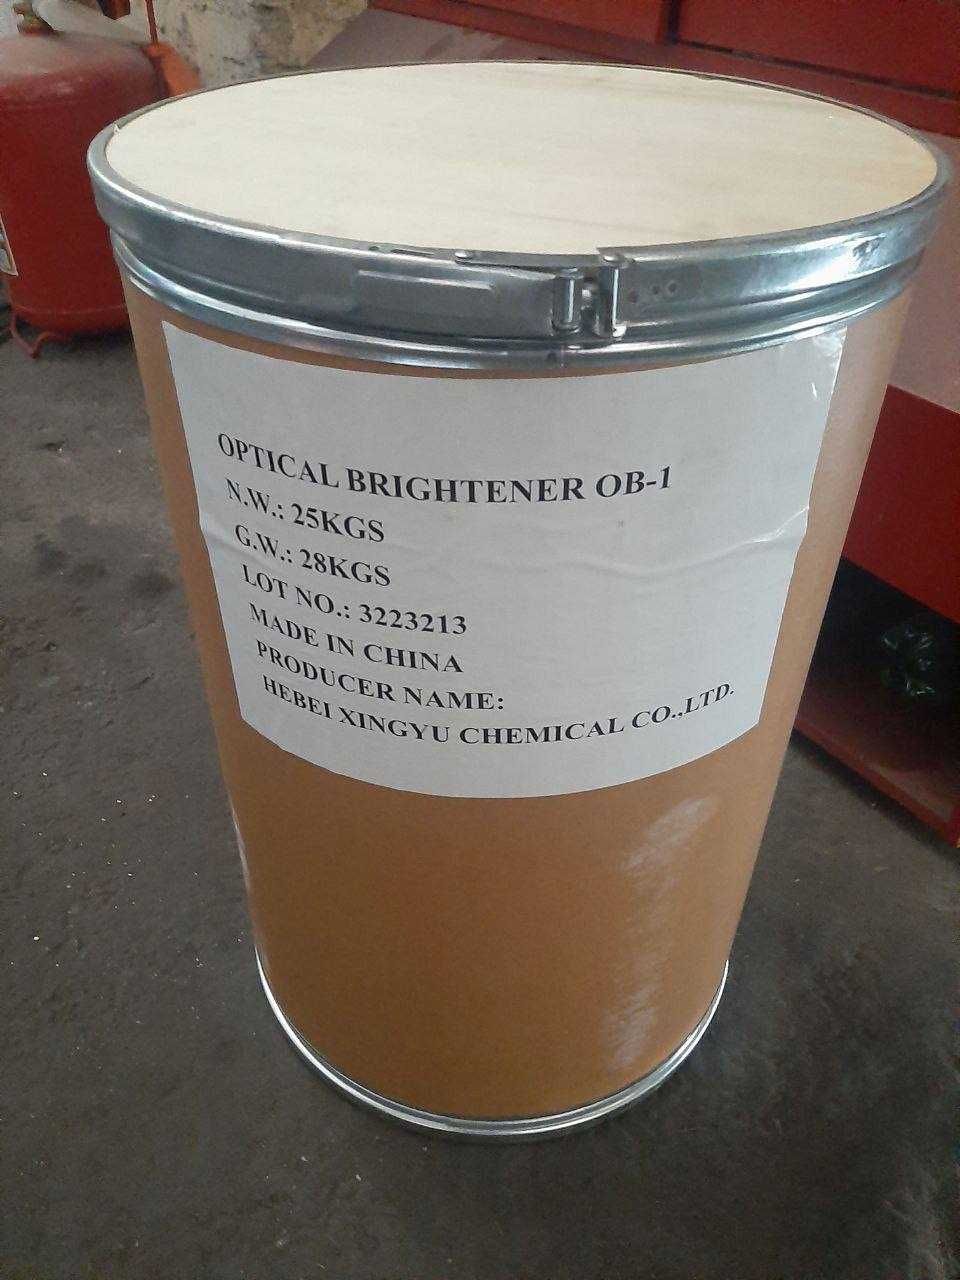 OPTICAL BRIGHTENER OB-1
N.W.: 25KGS
G.W.: 28KGS
LOT NO.: 3223213
MADE IN CHINA
PRODUCER NAME:
HEBEI XINGYU CHEMICAL CO.,LTD.